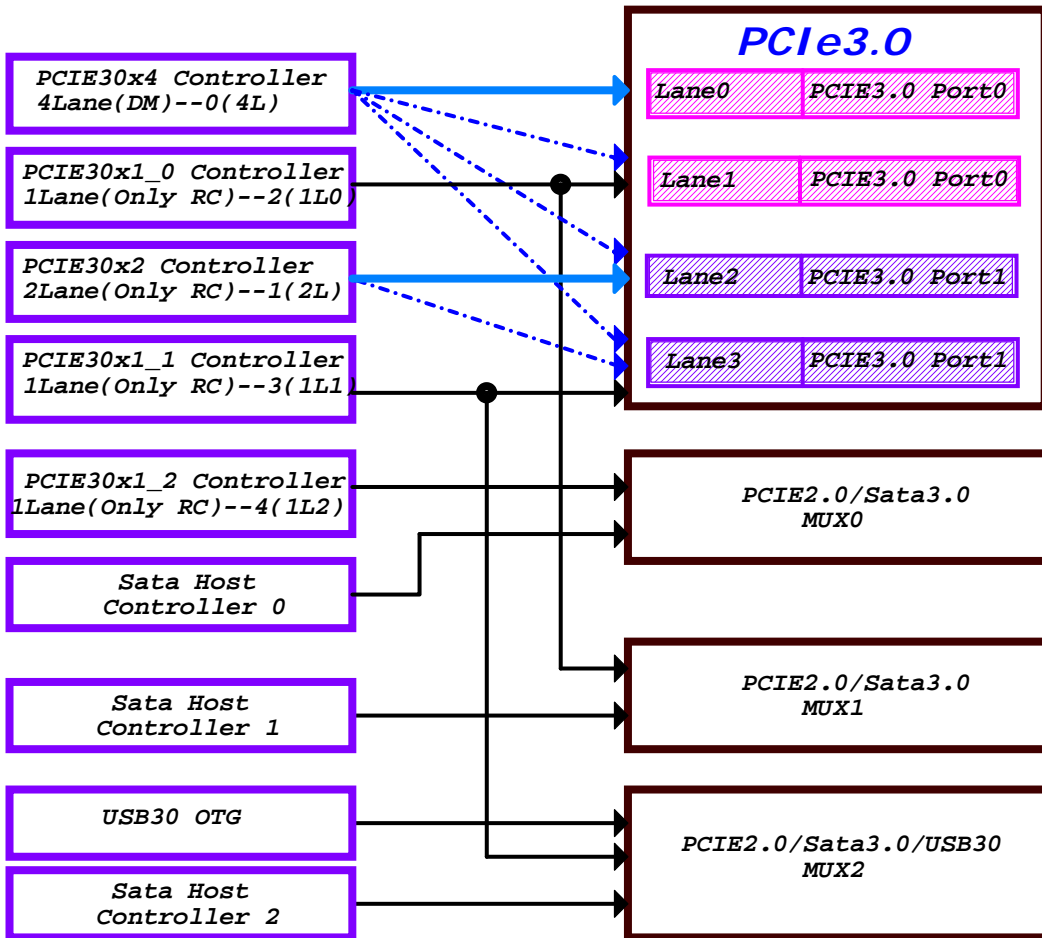 PCIE30x4 Controller
4Lane(DM)--0(4L)
PCIE30x1_0 Controller
1Lane(Only RC)--2(1L0)
PCIE30x2 Controller
2Lane(Only RC)--1(2L)
PCIE30x1_1 Controller
1Lane(Only RC)--3(1L1)
PCIE30x1_2 Controller
1Lane(Only RC)--4(1L2)
Sata Host
Controller 0
Sata Host
Controller 1
USB30 OTG
Sata Host
Controller 2
PCIe3.0
Lane0 PCIE3.0 Port0
Lane1 PCIE3.0 Port0
Lane2 PCIE3.0 Port1
Lane3 PCIE3.0 Port1
PCIE2.0/Sata3.0
MUX0
PCIE2.0/Sata3.0
MUX1
PCIE2.0/Sata3.0/USB30
MUX2